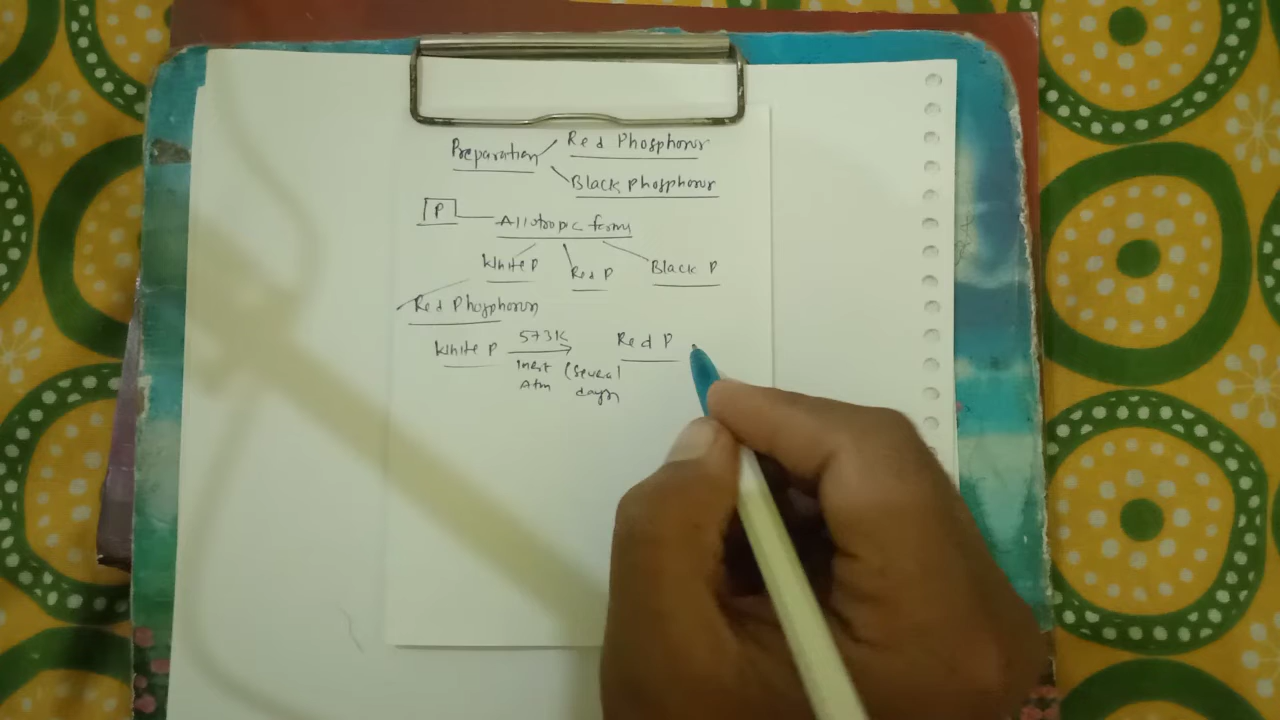 Preparation
Red Phosphorus
Black Phosphorus
P Allotropic forms
White P Red P Black P
Red Phosphorus
White P 573K Red P
Inert (Several
Atm days